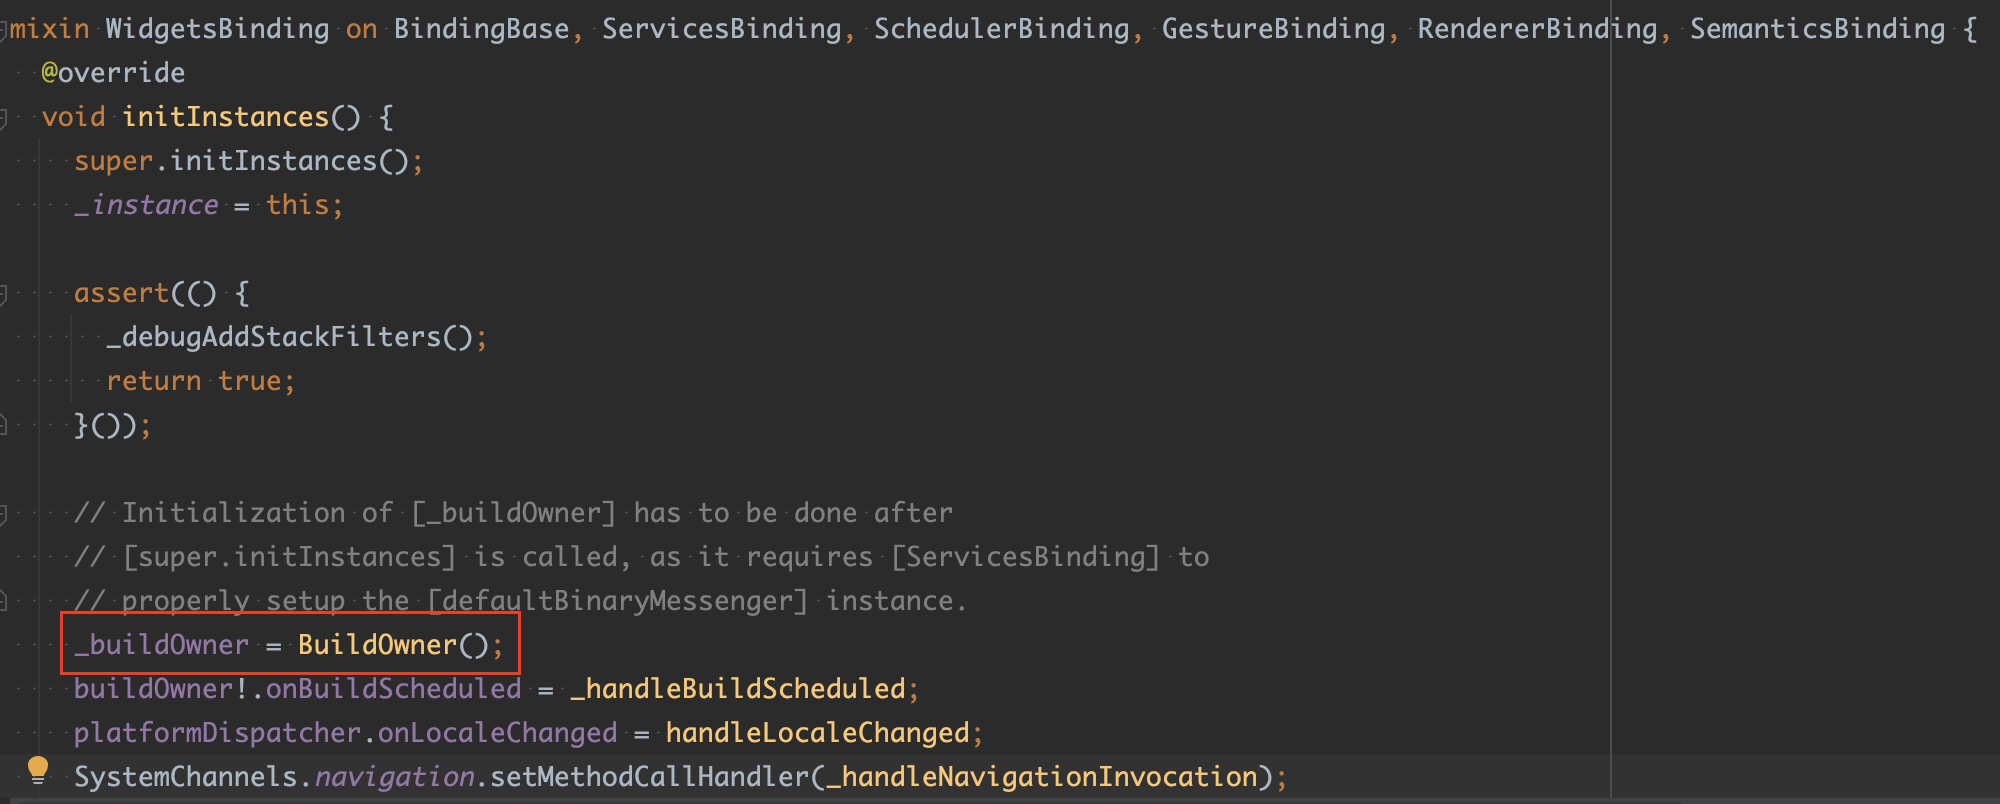 mixin WidgetsBinding on BindingBase, ServicesBinding, SchedulerBinding, GestureBinding, RendererBinding, SemanticsBinding {
@override
void initInstances() {
super.initInstances();
_instance = this;
assert(() {
_debugAddStackFilters();
return true;
}());
// Initialization of [_buildOwner] has to be done after
// [super.initInstances] is called, as it requires [ServicesBinding] to
// properly setup the [defaultBinaryMessenger] instance.
_buildOwner = BuildOwner();
buildOwner!.onBuildScheduled = _handleBuildScheduled;
platformDispatcher.onLocaleChanged = handleLocaleChanged;
SystemChannels.navigation.setMethodCallHandler(_handleNavigationInvocation);